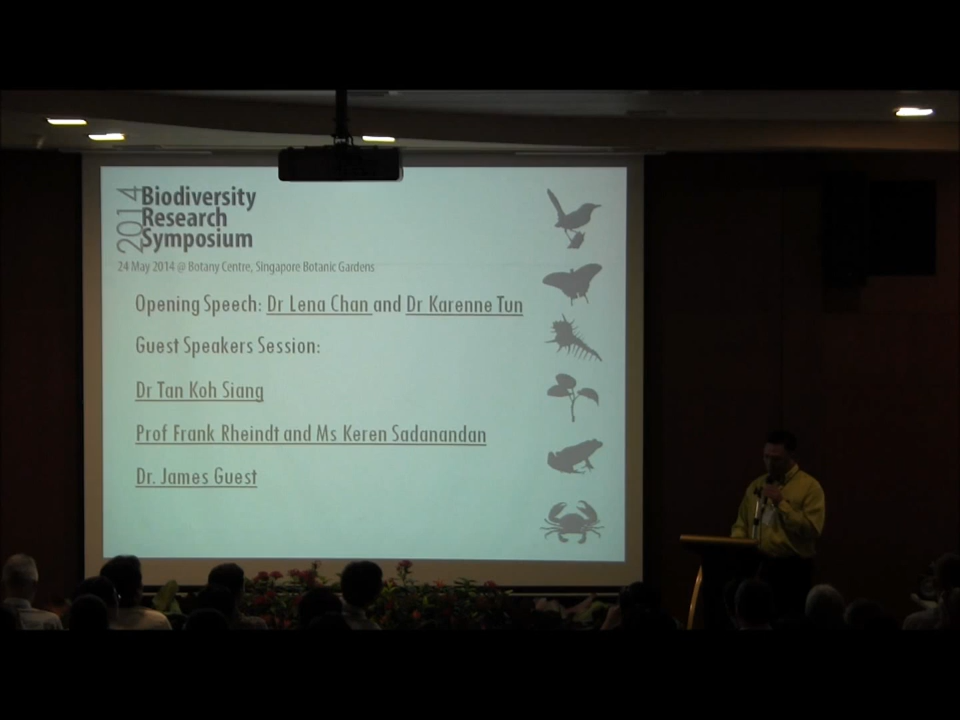 2014
Biodiversity
Research
Symposium
24 May 2014 @ Botany Centre, Singapore Botanic Gardens
Opening Speech: Dr Lena Chan and Dr Karenne Tun
Guest Speakers Session:
Dr Tan Koh Siang
Prof Frank Rheindt and Ms Keren Sadanandan
Dr. James Guest